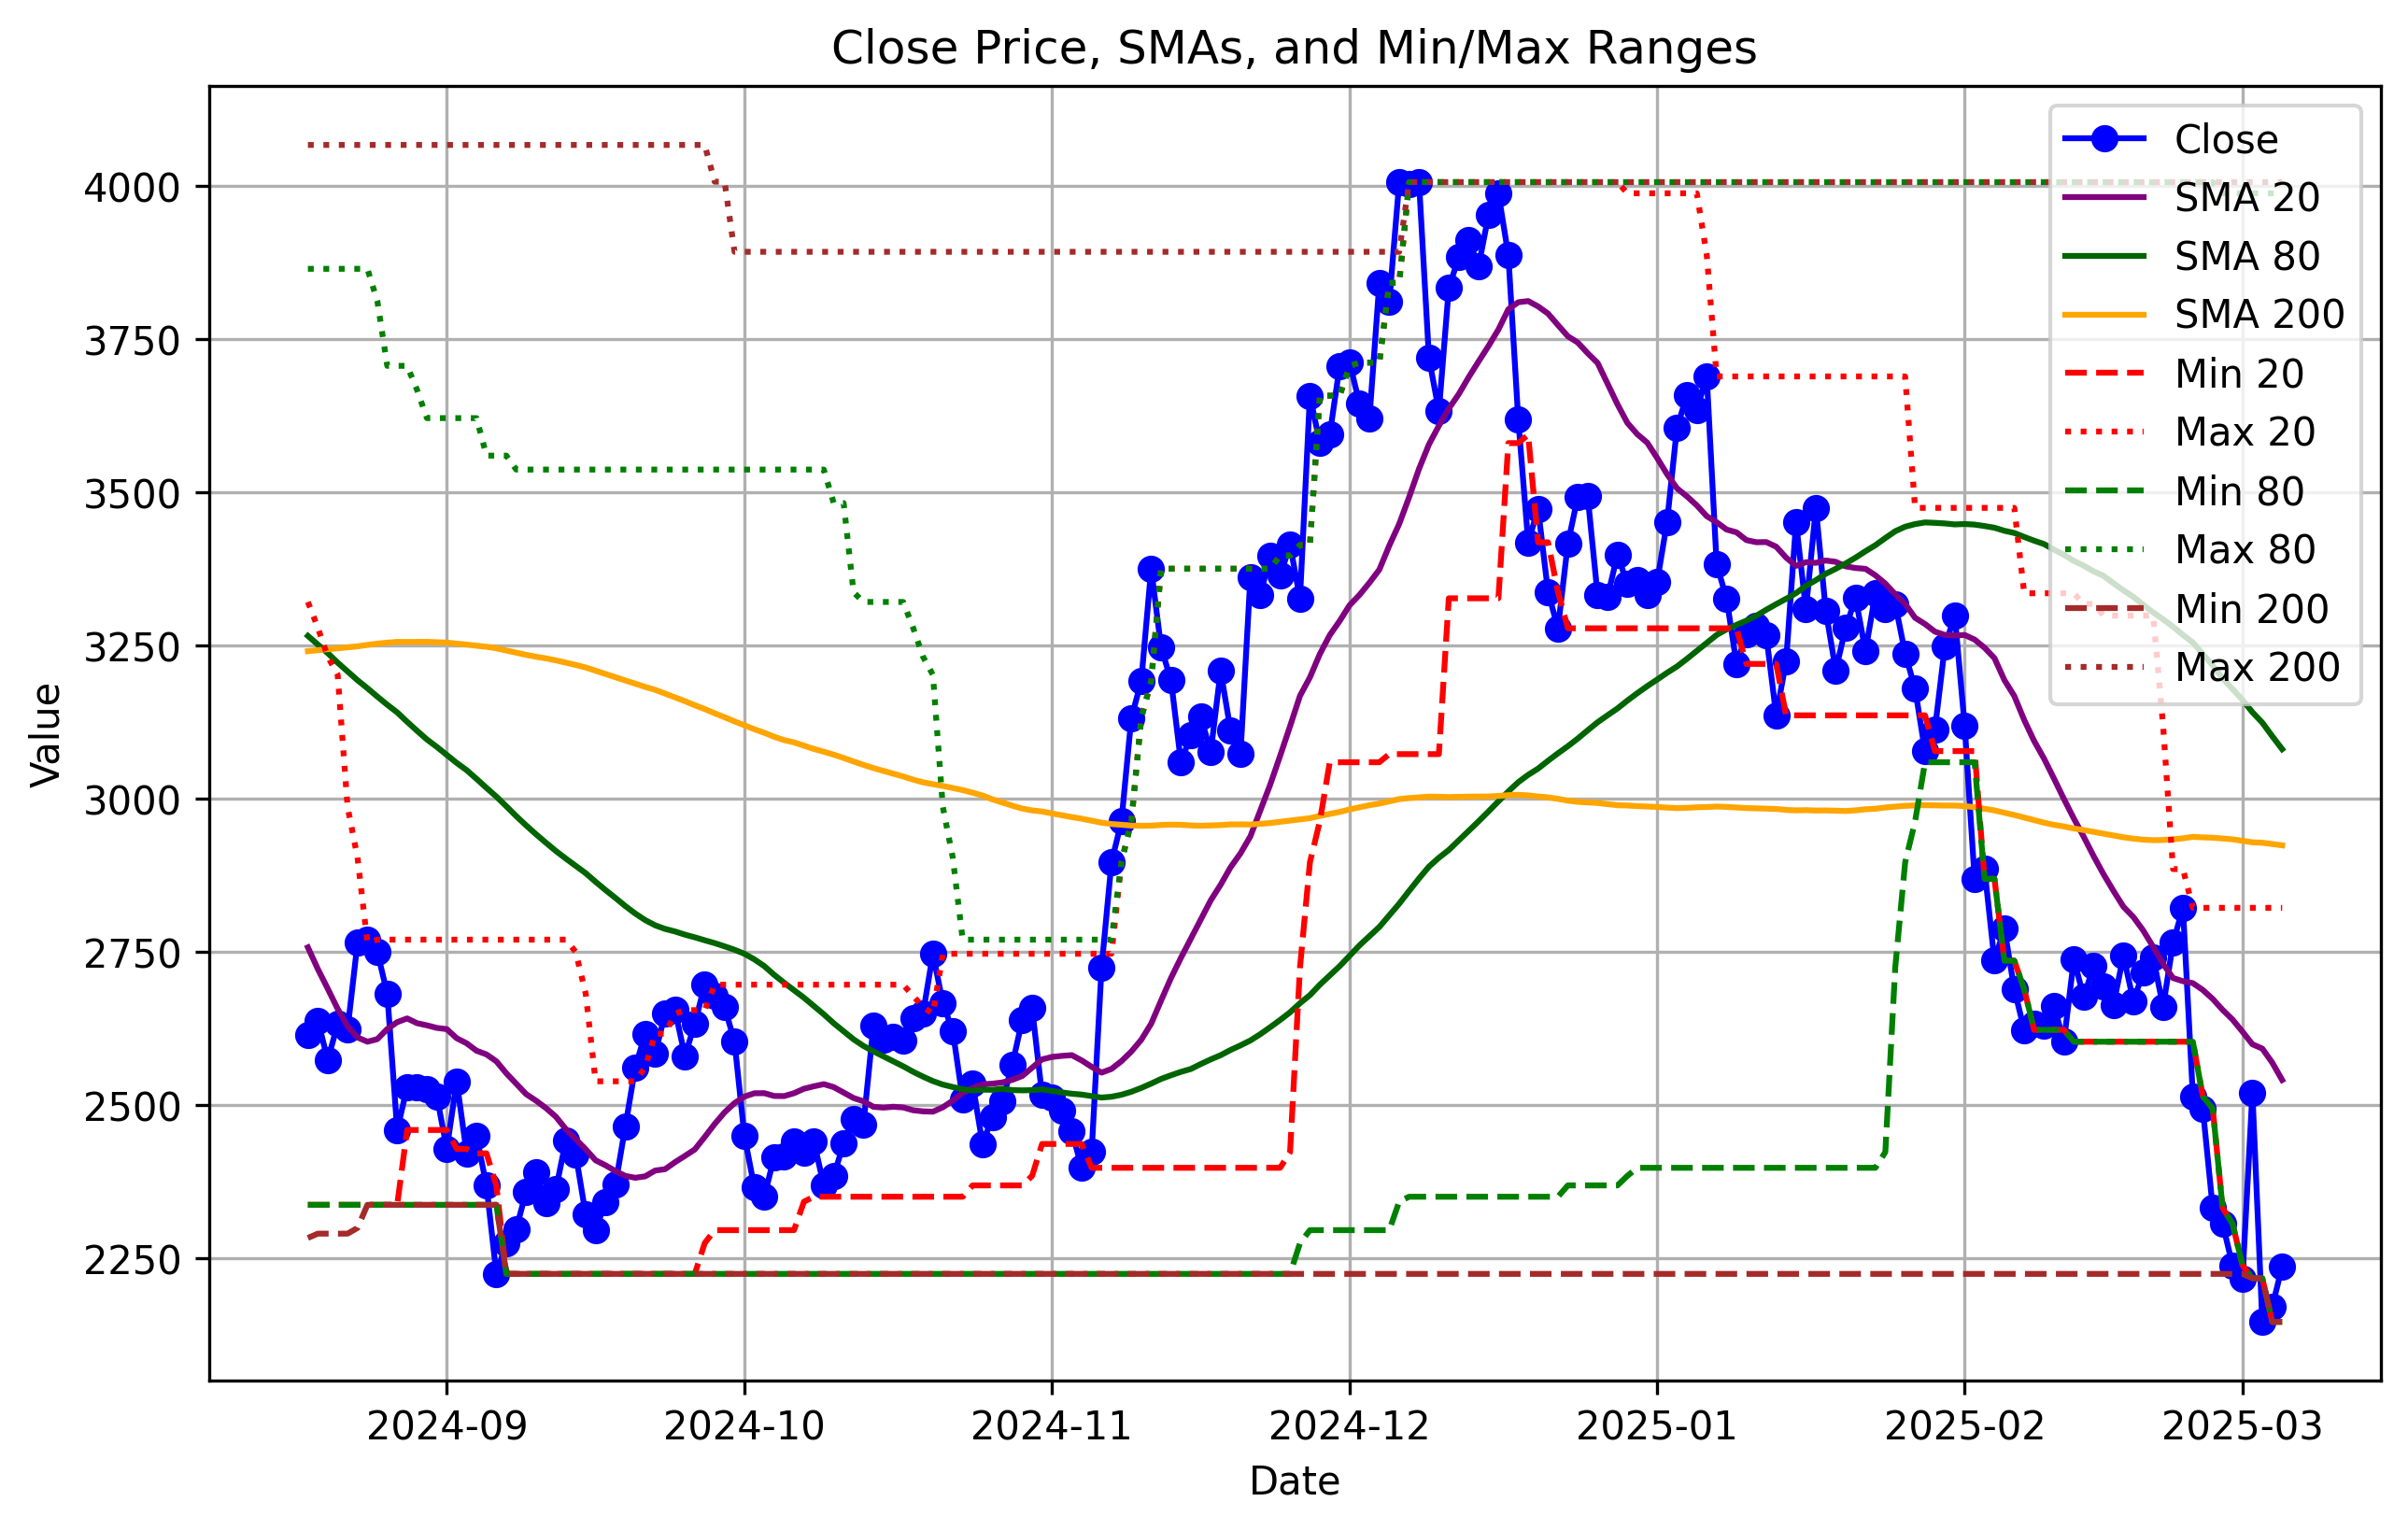 Close Price, SMAs, and Min/Max Ranges
Value
4000
3750
3500
3250
3000
2750
2500
2250
Close
SMA 20
SMA 80
SMA 200
Min 20
Max 20
Min 80
Max 80
Min 200
Max 200
2024-09
2024-10
2024-11
2024-12
2025-01
2025-02
2025-03
Date